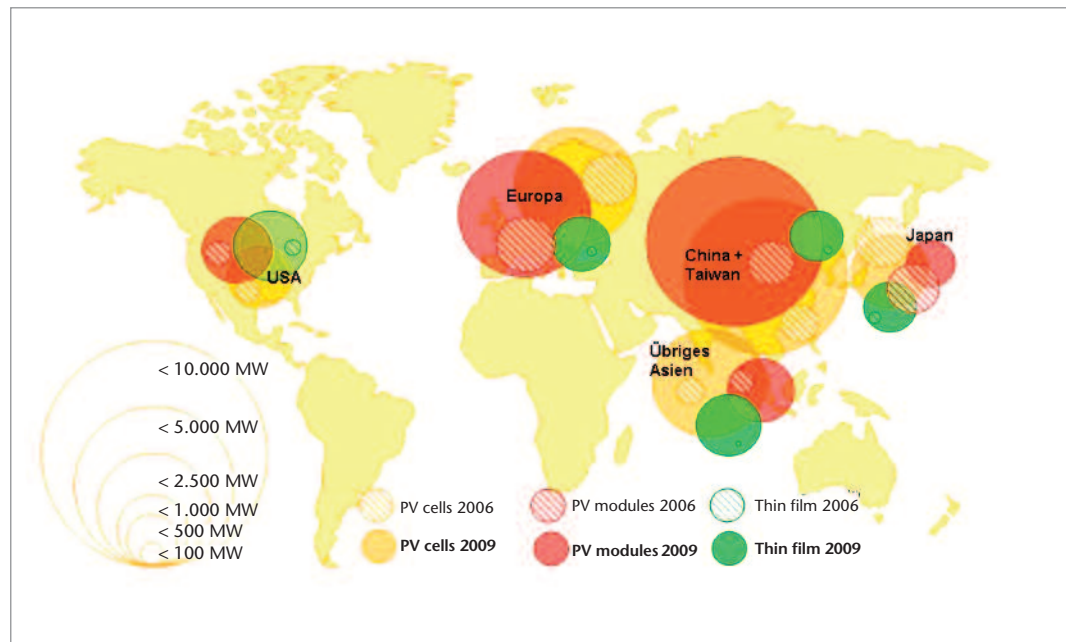 Europa
Japan
China +
Taiwan
USA
Übriges
Asien
< 10.000 MW
< 5.000 MW
< 2.500 MW
< 1.000 MW
< 500 MW
< 100 MW
PV cells 2006
PV modules 2006
Thin film 2006
PV cells 2009
PV modules 2009
Thin film 2009